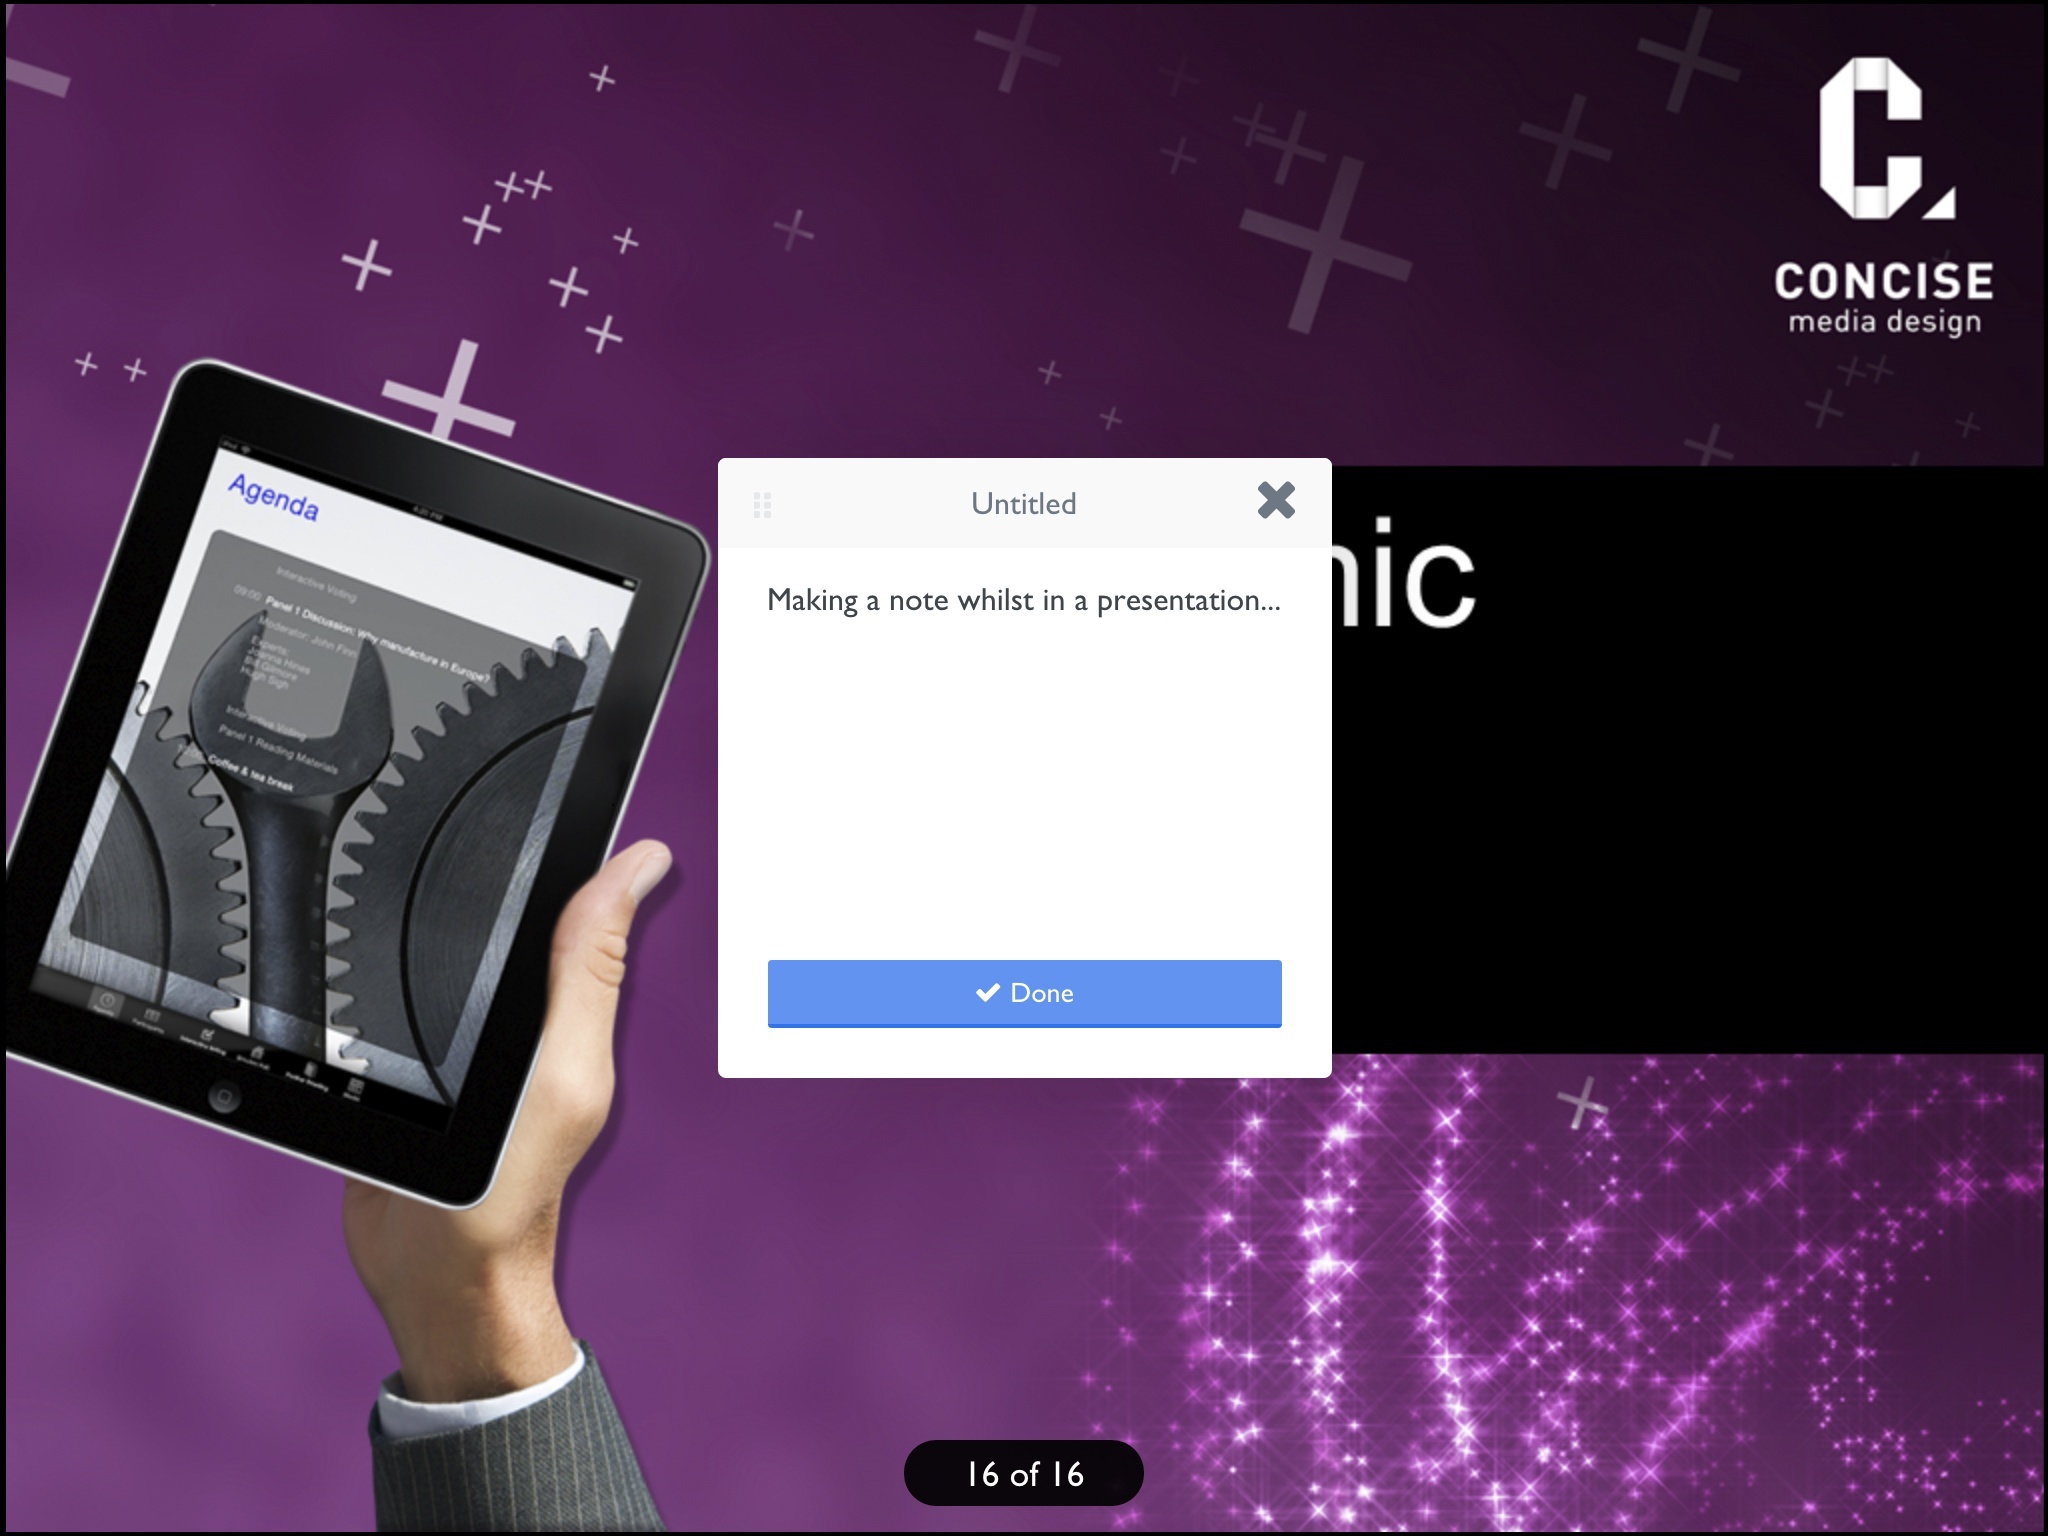 CONCISE
media design
Agenda
Interactive Voting
09:00 Panel 1 Discussion: Why manufacture in Europe?
Moderator: John Finn
Experts:
Joanna Hines
Bill Gilmore
Hugh Sigh
Interactive Voting
Panel 1 Reading Materials
Coffee & tea break
Untitled
nic
Making a note whilst in a presentation...
Done
16 of 16